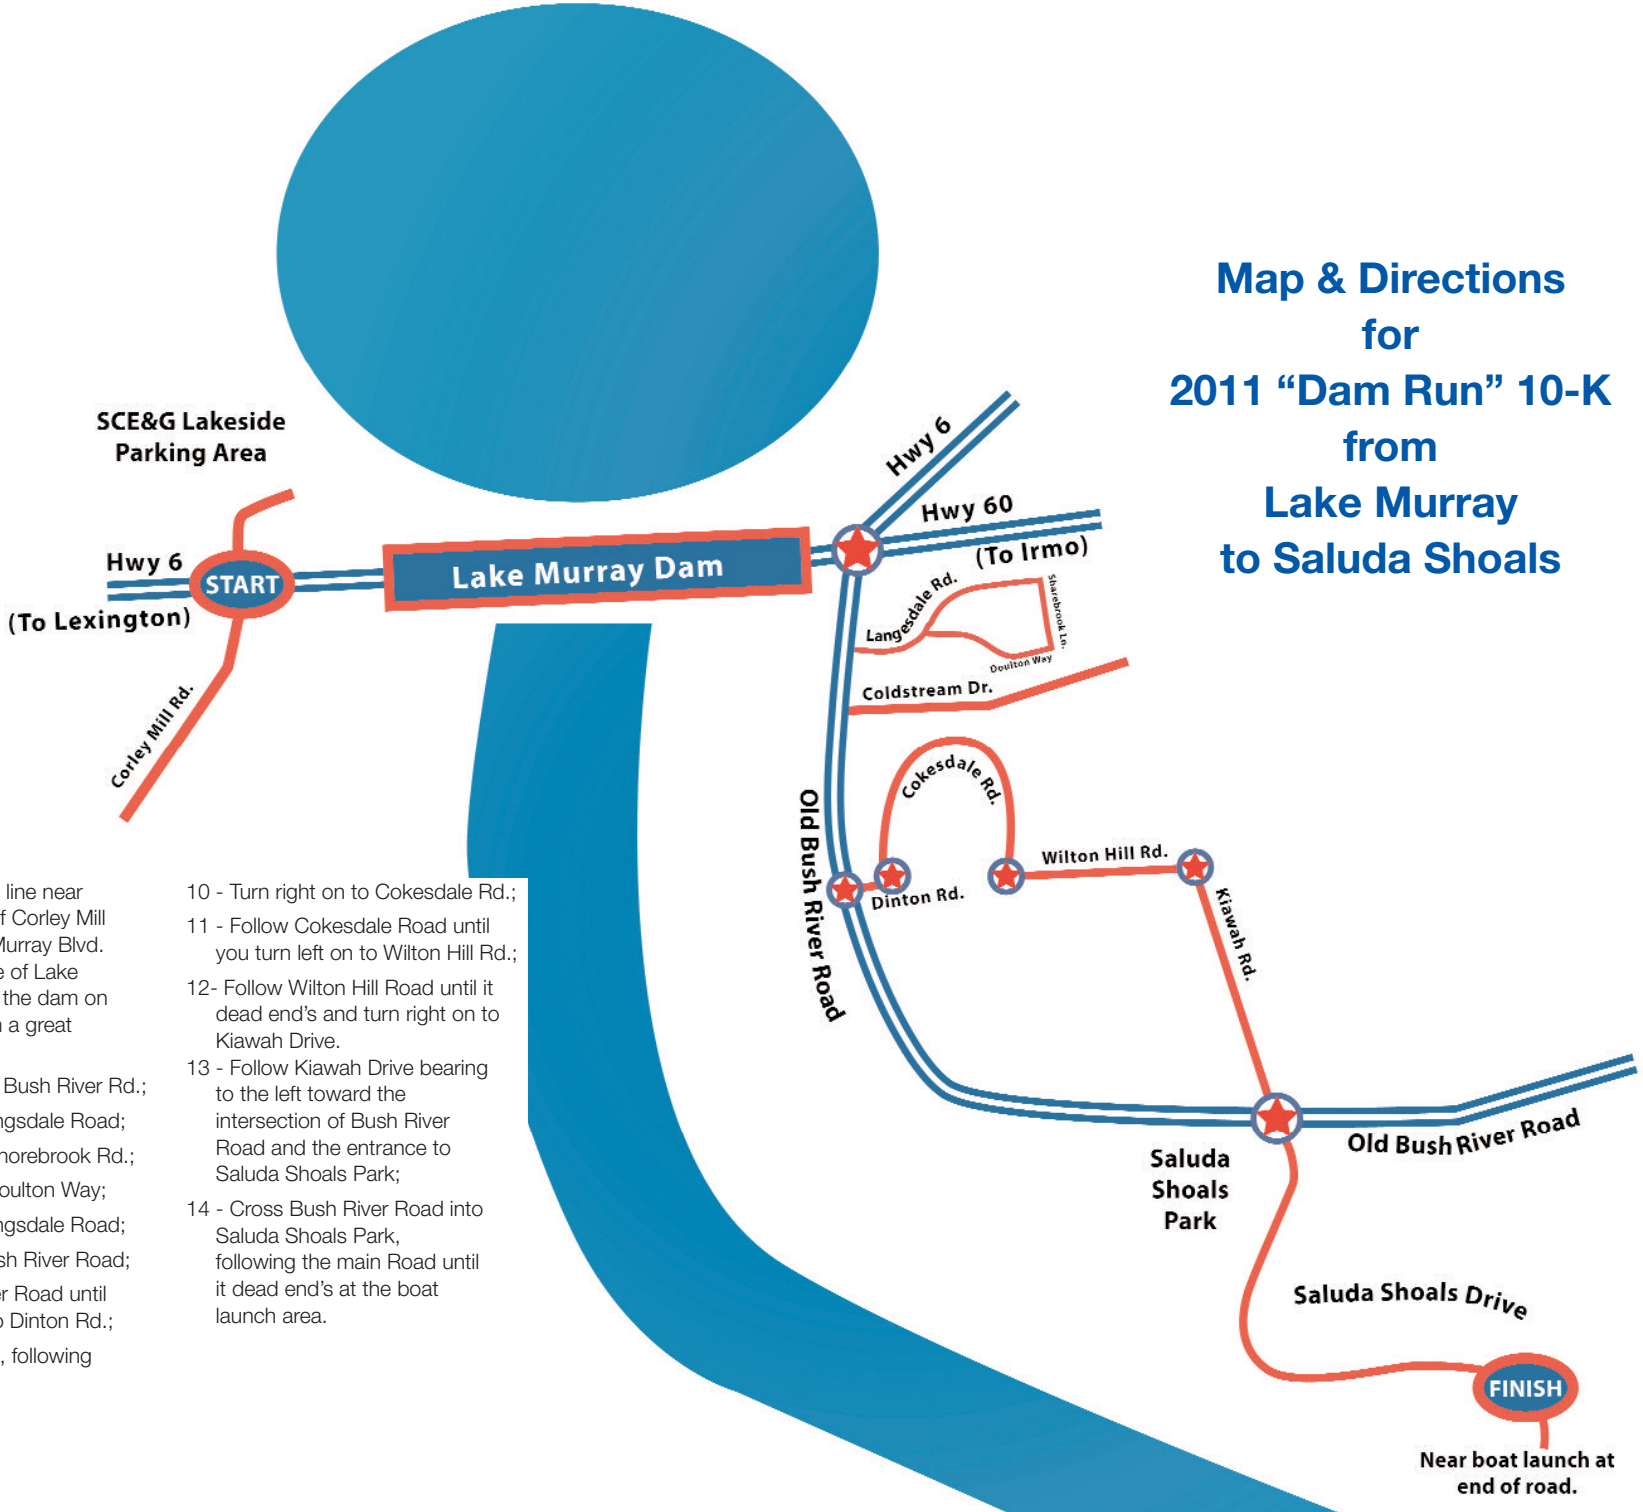 Map & Directions
for
2011 “Dam Run” 10-K
from
Lake Murray
to Saluda Shoals
SCE&G Lakeside
Parking Area
Hwy 6
(To Lexington)
START
Corley Mill Rd.
Lake Murray Dam
Hwy 6
Hwy 60
(To Irmo)
Langesdale Rd.
Sharebrook Ln.
Doulton Way
Coldstream Dr.
Cokesdale Rd.
Old Bush River Road
Dinton Rd.
Wilton Hill Rd.
Kiawah Rd.
Old Bush River Road
Saluda
Shoals
Park
Saluda Shoals Drive
FINISH
Near boat launch at
end of road.
line near
f Corley Mill
Murray Blvd.
e of Lake
the dam on
a great
Bush River Rd.;
ngsdale Road;
horebrook Rd.;
oulton Way;
ngsdale Road;
sh River Road;
er Road until
o Dinton Rd.;
, following
10 - Turn right on to Cokesdale Rd.;
11 - Follow Cokesdale Road until
you turn left on to Wilton Hill Rd.;
12- Follow Wilton Hill Road until it
dead end’s and turn right on to
Kiawah Drive.
13 - Follow Kiawah Drive bearing
to the left toward the
intersection of Bush River
Road and the entrance to
Saluda Shoals Park;
14 - Cross Bush River Road into
Saluda Shoals Park,
following the main Road until
it dead end’s at the boat
launch area.